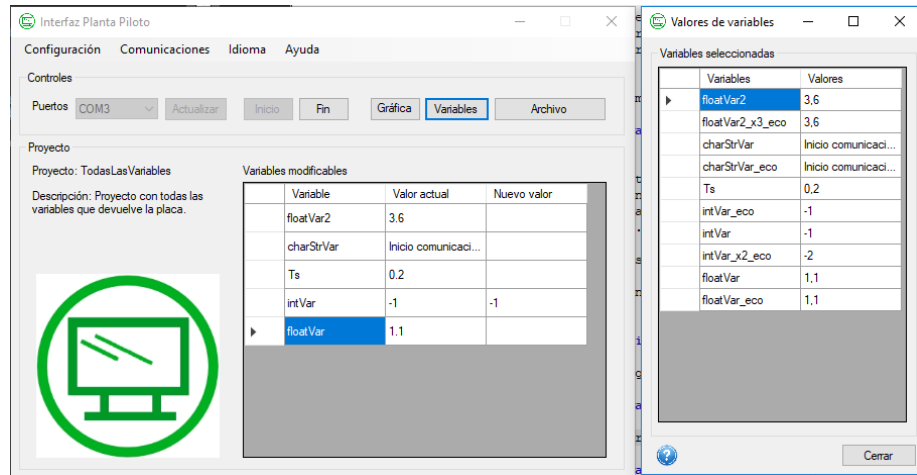 Interfaz Planta Piloto
Configuración Comunicaciones Idioma Ayuda
Controles
Puertos COM3 Actualizar Inicio Fin Gráfica Variables Archivo
Proyecto
Proyecto: TodasLasVariables
Descripción: Proyecto con todas las
variables que devuelve la placa.
Variables modificables
Variable Valor actual Nuevo valor
floatVar2 3.6
charStrVar Inicio comunicaci...
Ts 0.2
intVar -1 -1
floatVar 1.1
Valores de variables
Variables seleccionadas
Variables Valores
floatVar2 3,6
floatVar2_x3_eco 3,6
charStrVar Inicio comunicaci...
charStrVar_eco Inicio comunicaci...
Ts 0,2
intVar_eco -1
intVar -1
intVar_x2_eco -2
floatVar 1,1
floatVar_eco 1,1
Cerrar